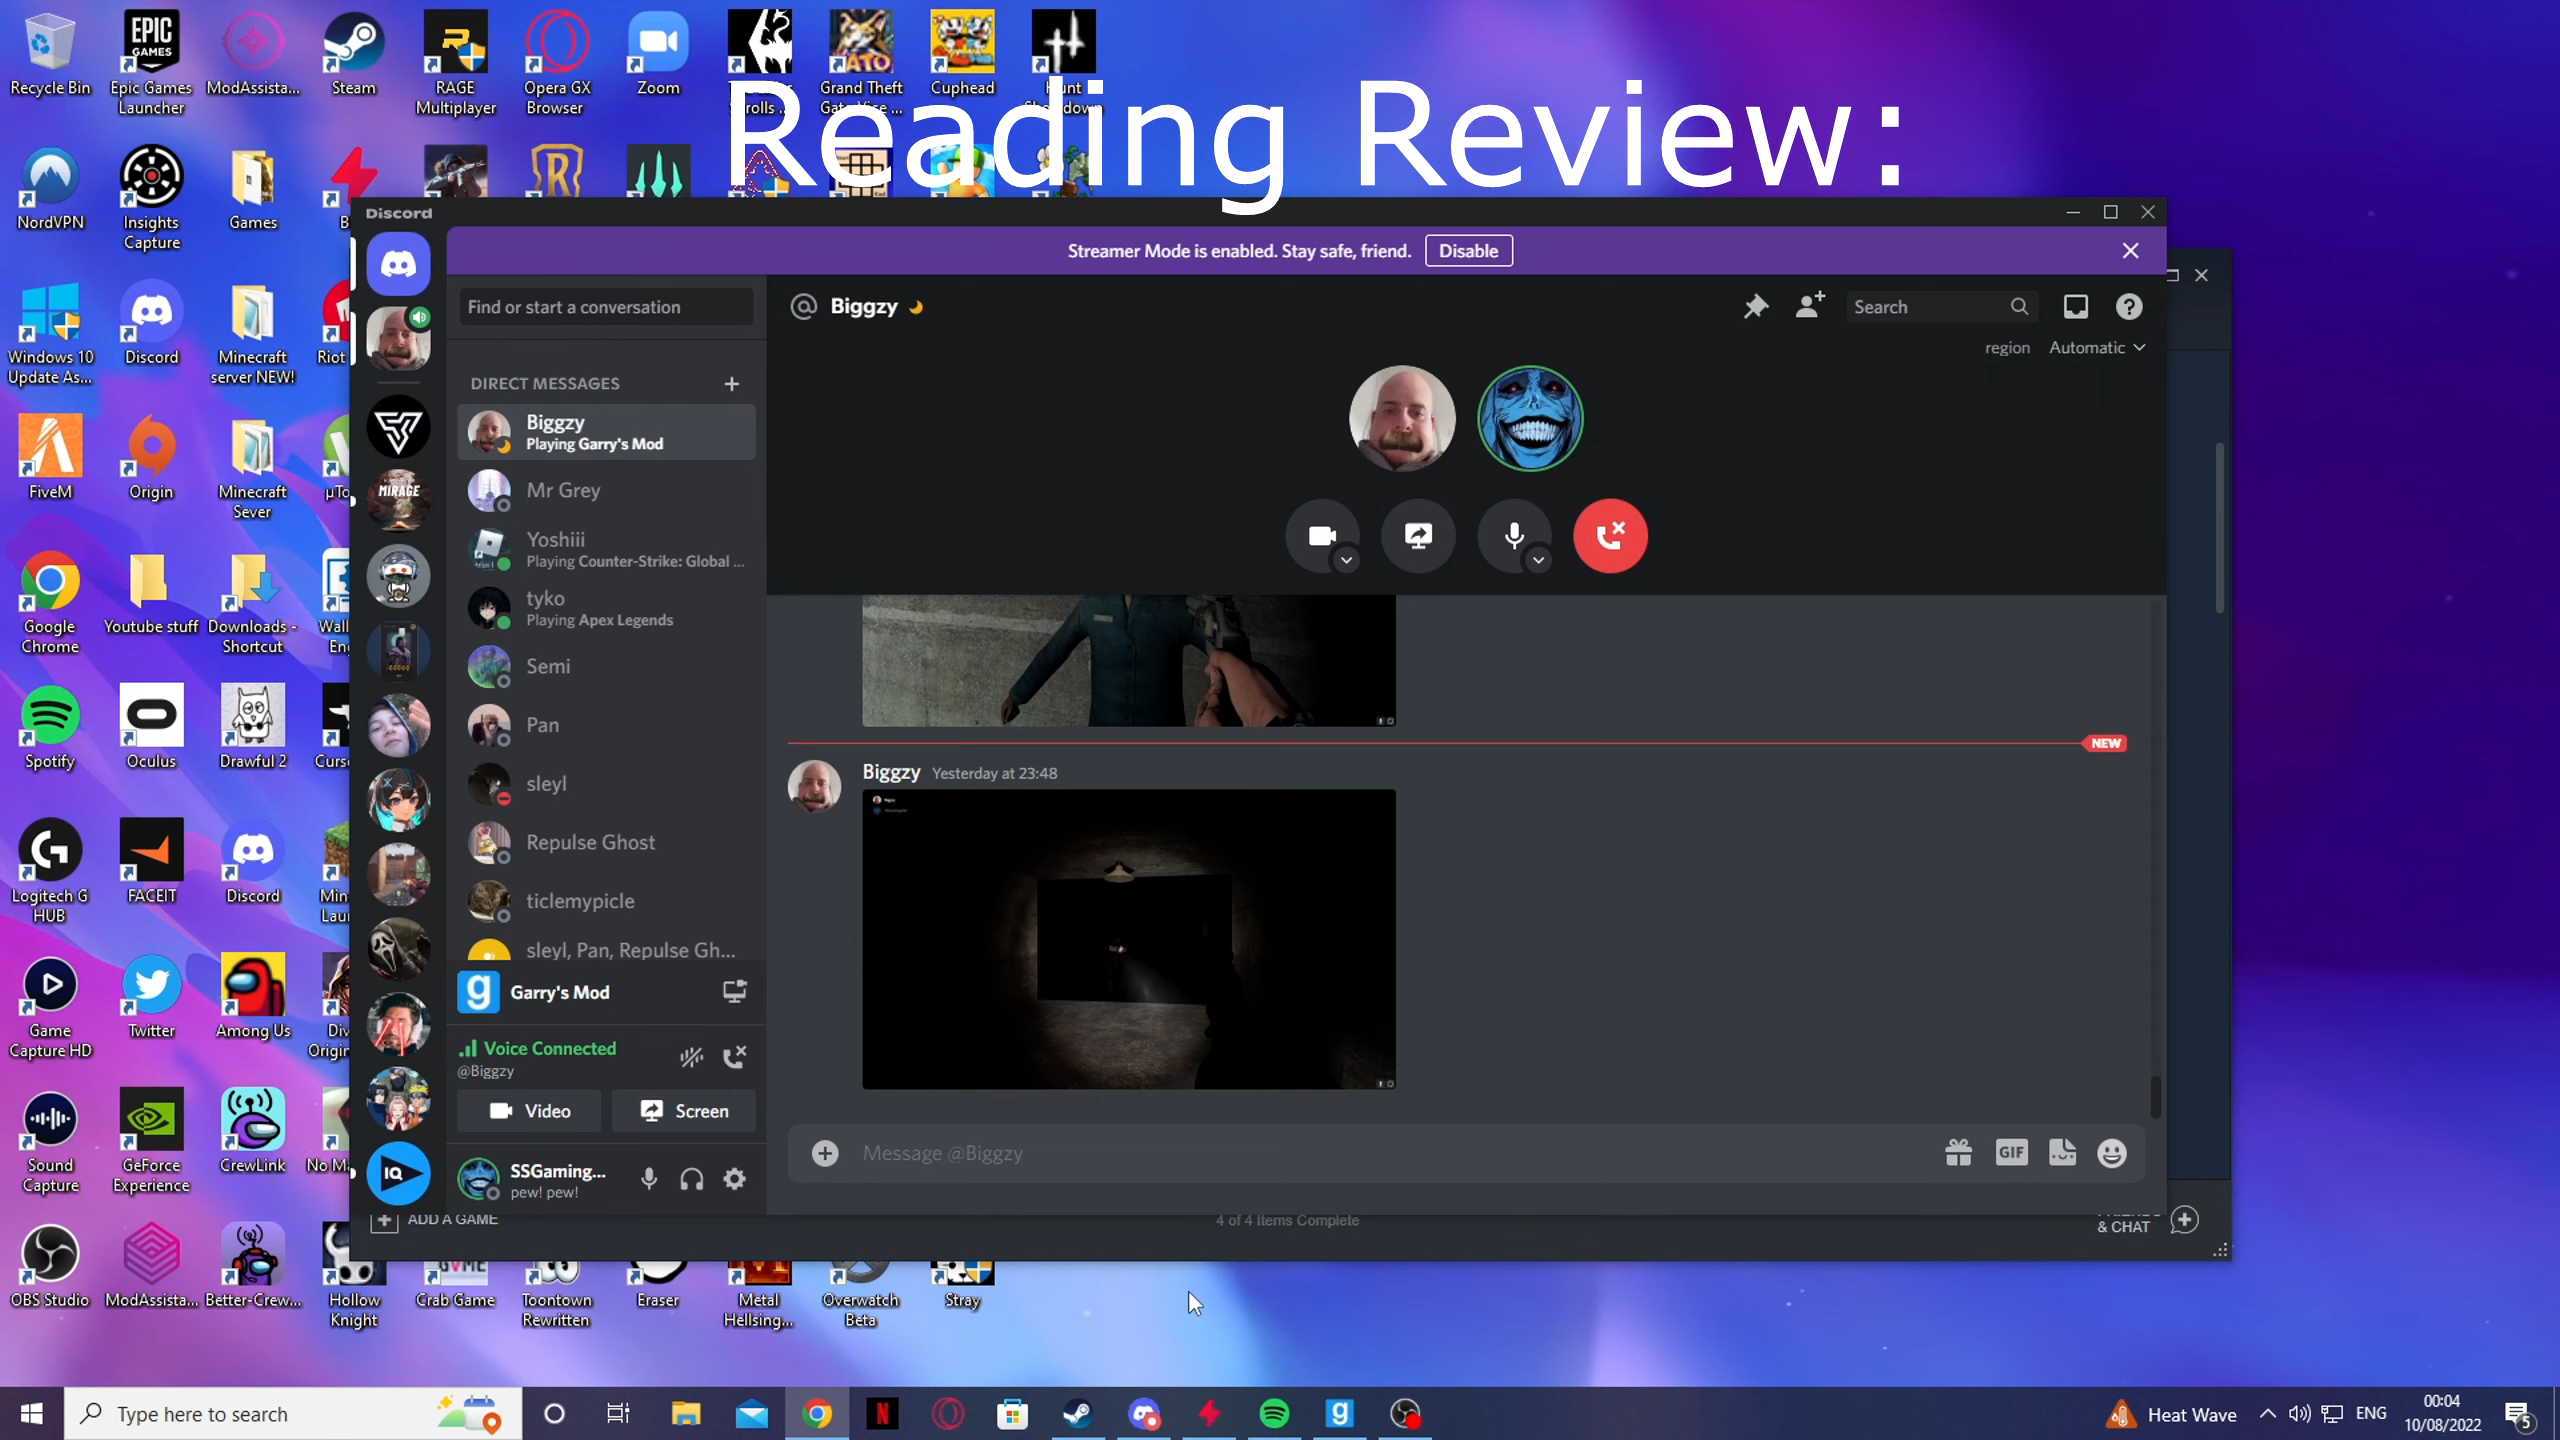 Recycle Bin
Epic Games Launcher
ModAssista...
Steam
RAGE Multiplayer
Opera GX Browser
Zoom
Grand Theft
Cuphead
Reading Review:
NordVPN
Insights Capture
Games
Discord
Streamer Mode is enabled. Stay safe, friend.
Disable
Find or start a conversation
Biggzy
Search
region
Automatic
DIRECT MESSAGES
Biggzy
Playing Garry's Mod
Mr Grey
Yoshiii
Playing Counter-Strike: Global ...
tyko
Playing Apex Legends
Semi
Pan
sleyl
Repulse Ghost
ticlemypicle
sleyl, Pan, Repulse Gh...
Garry's Mod
Voice Connected
@Biggzy
Video
Screen
SSGaming...
pew! pew!
NEW
Biggzy
Yesterday at 23:48
Message @Biggzy
GIF
ADD A GAME
4 of 4 Items Complete
& CHAT
Windows 10 Update As...
Discord
Minecraft server NEW!
Riot
FiveM
Origin
Minecraft Sever
Google Chrome
Youtube stuff
Downloads - Shortcut
Spotify
Oculus
Drawful 2
Logitech G HUB
FACEIT
Discord
Game Capture HD
Twitter
Among Us
Sound Capture
GeForce Experience
CrewLink
OBS Studio
ModAssista...
Better-Crew...
Hollow Knight
Crab Game
Toontown Rewritten
Eraser
Metal Hellsing...
Overwatch Beta
Stray
Type here to search
Heat Wave
ENG
00:04
10/08/2022
5